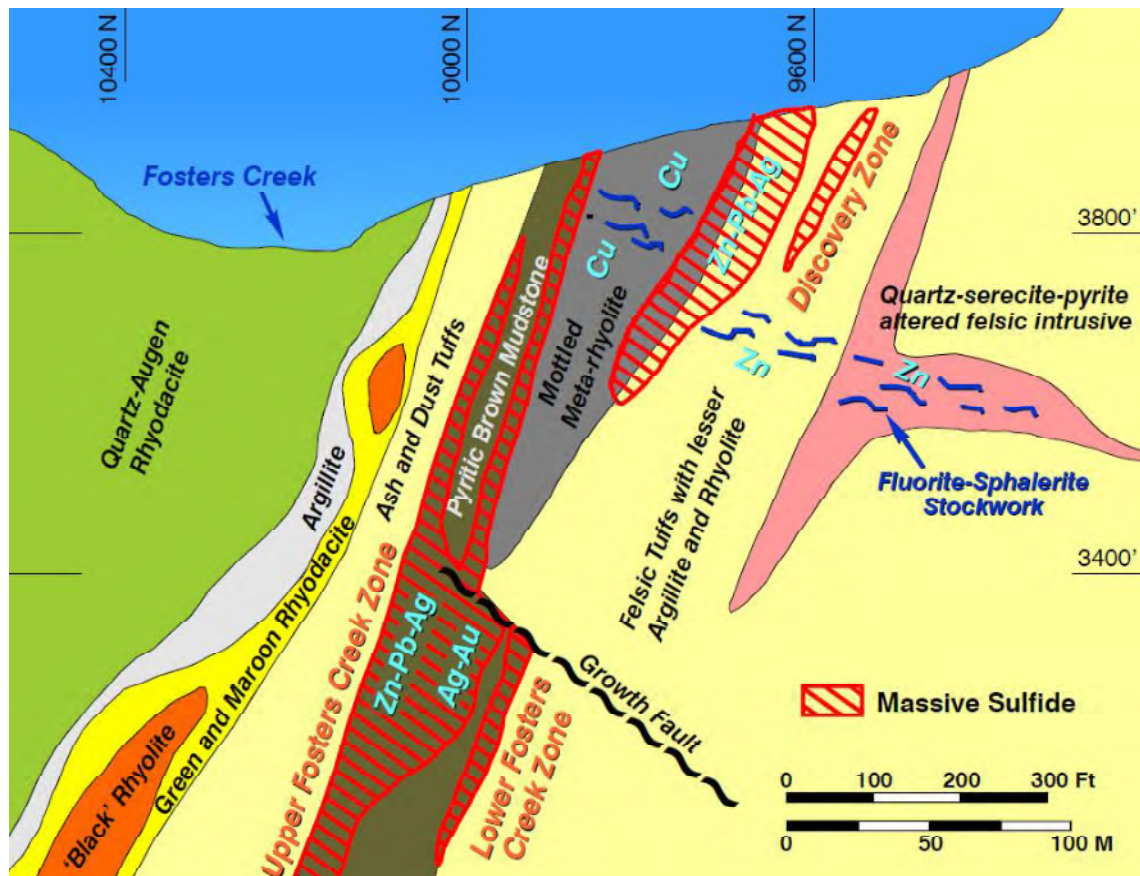 10400 N
10000 N
9600 N
Fosters Creek
3800'
3400'
Quartz-Augen
Rhyodacite
Argillite
Green and Maroon Rhyodacite
'Black' Rhyolite
Ash and Dust Tuffs
Upper Fosters Creek Zone
Pyritic Brown Mudstone
Zn-Pb-Ag
Ag-Au
Lower Fosters
Creek Zone
Mottled
Meta-rhyolite
Cu
Cu
Zn-Pb-Ag
Discovery Zone
Zn
Felsic Tuffs with lesser
Argillite and Rhyolite
Growth Fault
Quartz-serecite-pyrite
altered felsic intrusive
Zn
Fluorite-Sphalerite
Stockwork
Massive Sulfide
0 100 200 300 Ft
0 50 100 M